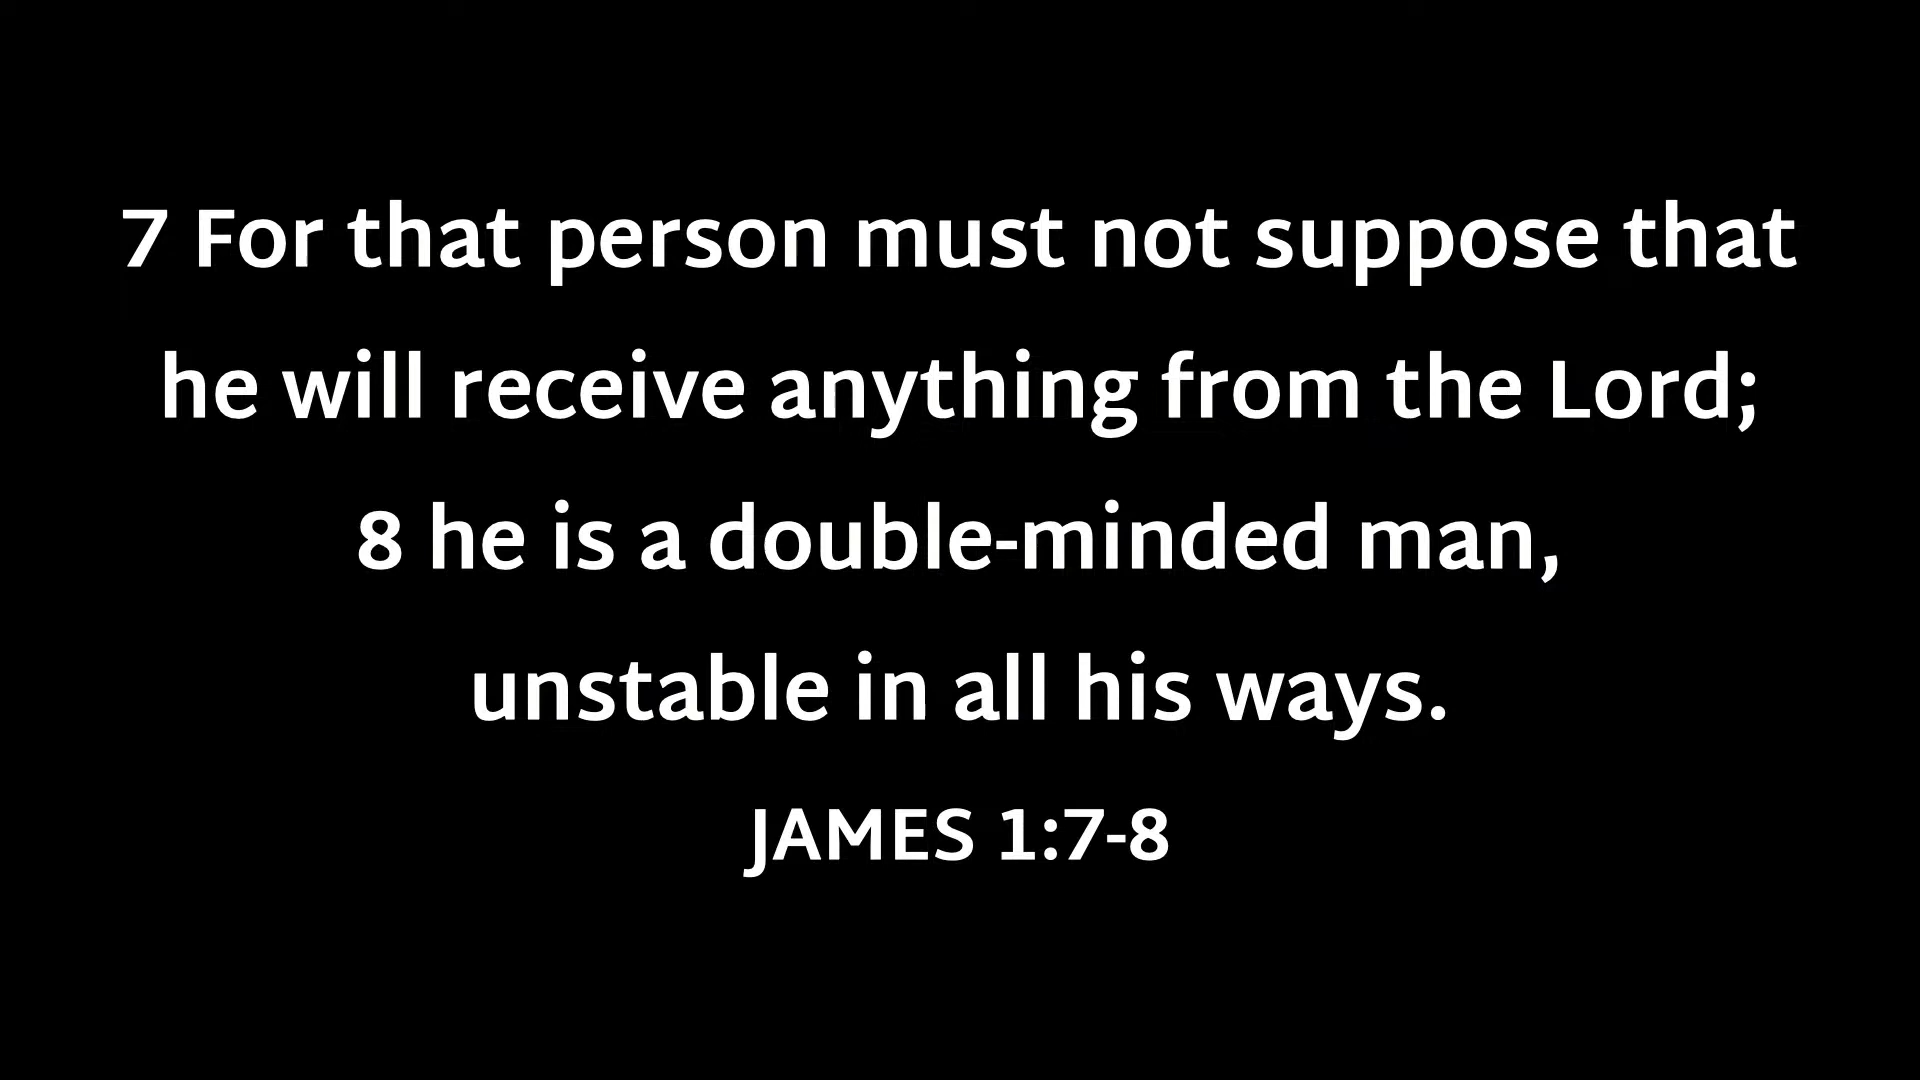 7 For that person must not suppose that
he will receive anything from the Lord;
8 he is a double-minded man,
unstable in all his ways.
JAMES 1:7-8